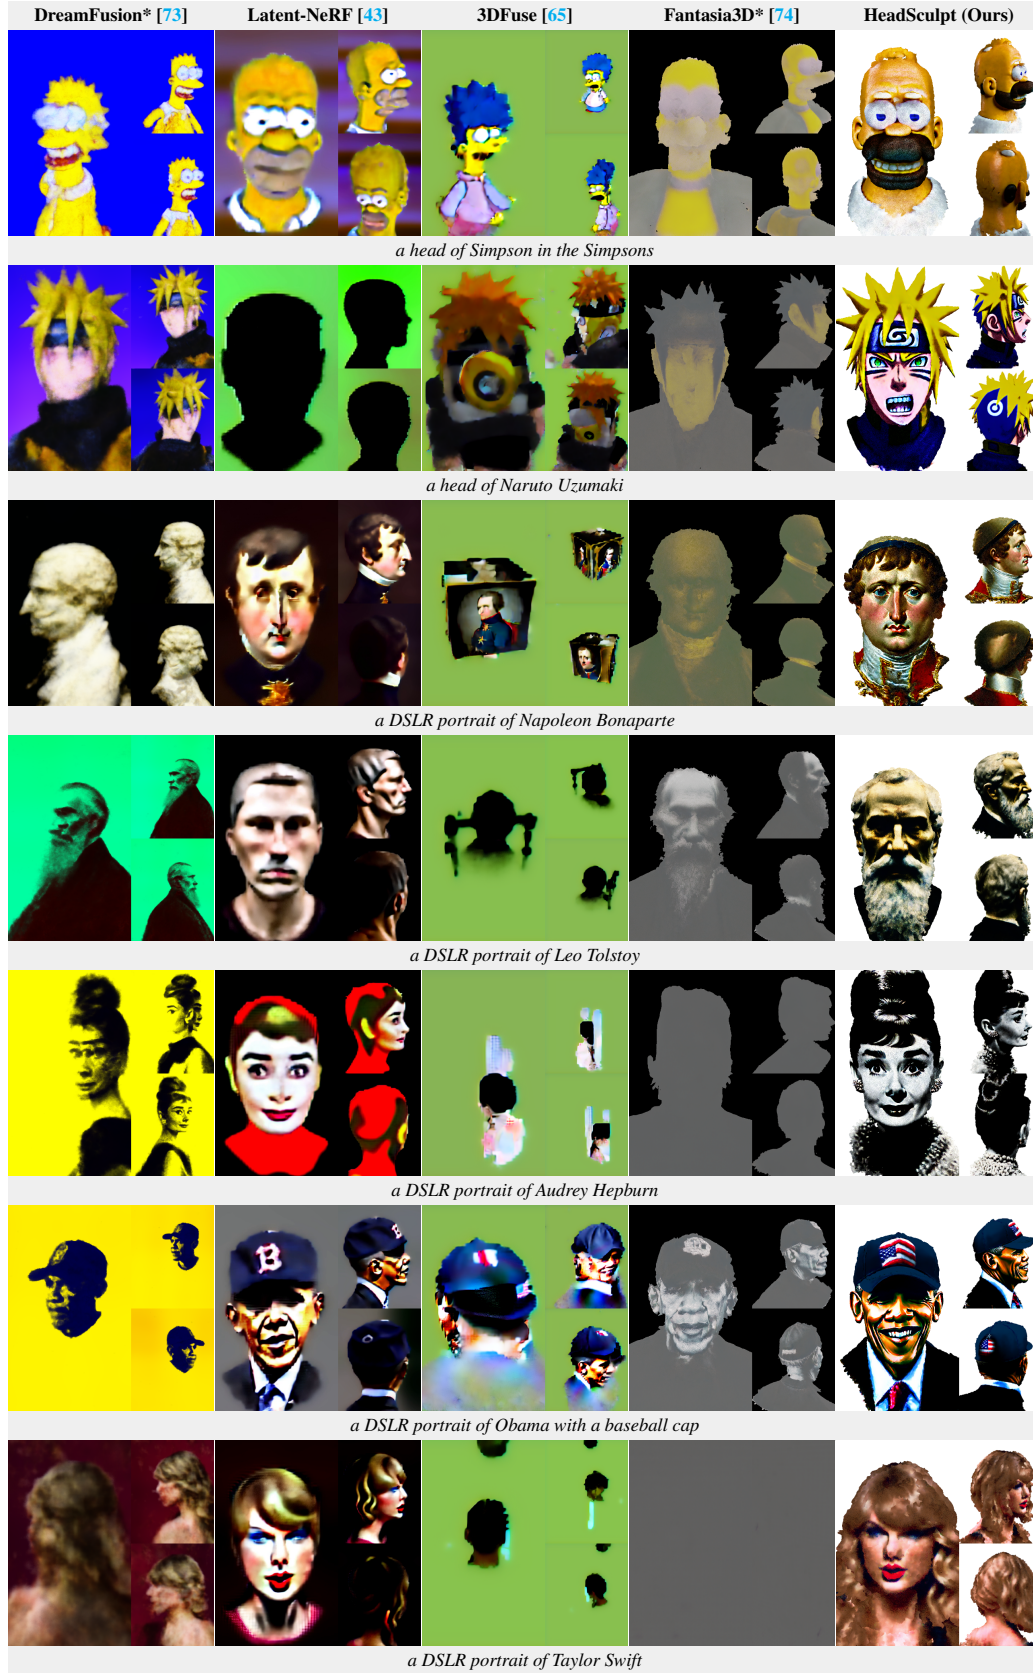 DreamFusion* [73] Latent-NeRF [43] 3DFuse [65] Fantasia3D* [74] HeadSculpt (Ours)
a head of Simpson in the Simpsons
a head of Naruto Uzumaki
a DSLR portrait of Napoleon Bonaparte
a DSLR portrait of Leo Tolstoy
a DSLR portrait of Audrey Hepburn
B
a DSLR portrait of Obama with a baseball cap
a DSLR portrait of Taylor Swift